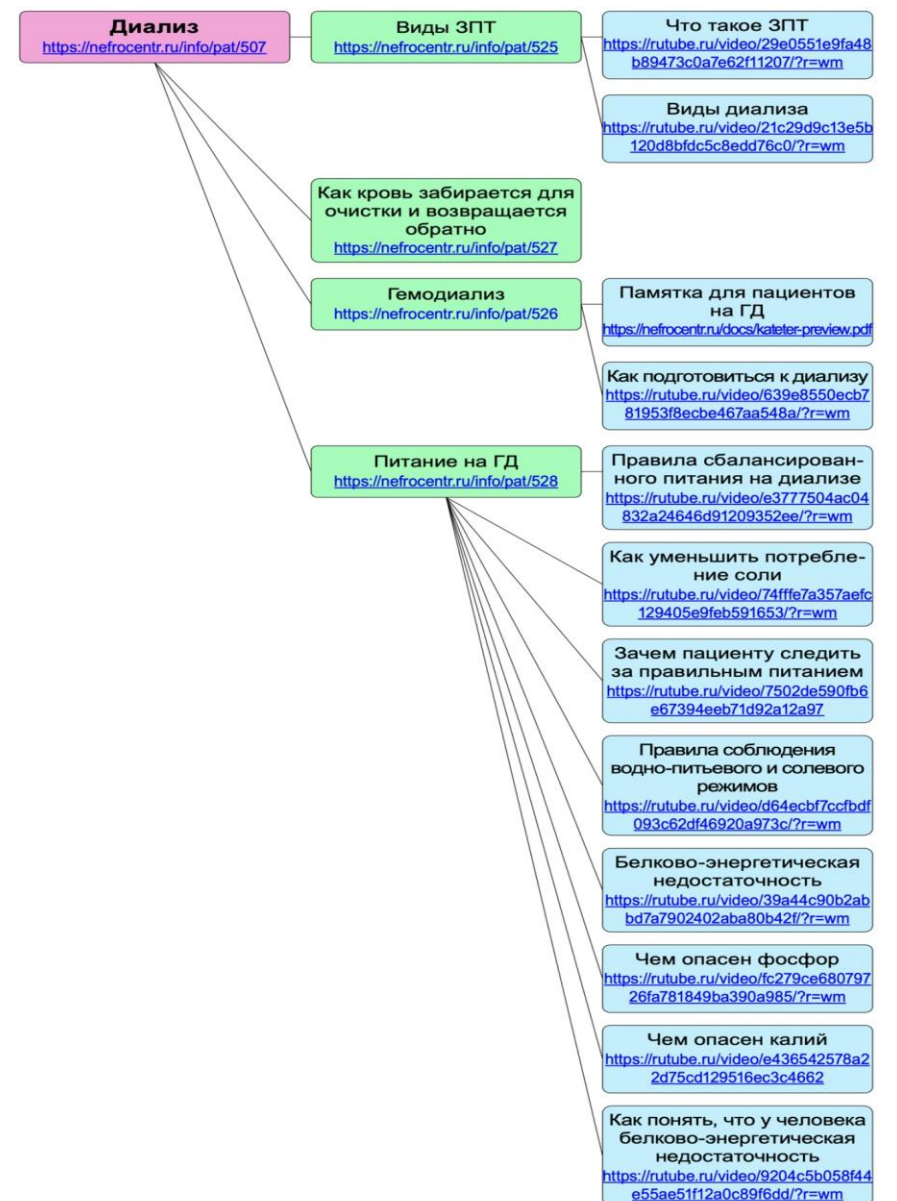 Диализ
https://nefrocentr.ru/info/pat/507
Виды ЗПТ
https://nefrocentr.ru/info/pat/525
Что такое ЗПТ
https://rutube.ru/video/29e0551e9fa48
b89473c0a7e62f11207/?r=wm
Виды диализа
https://rutube.ru/video/21c29d9c13e5b
120d8bfdc5c8edd76c0/?r=wm
Как кровь забирается для
очистки и возвращается
обратно
https://nefrocentr.ru/info/pat/527
Гемодиализ
https://nefrocentr.ru/info/pat/526
Памятка для пациентов
на ГД
https://nefrocentr.ru/docs/kateter-preview.pdf
Как подготовиться к диализу
https://rutube.ru/video/639e8550ecb7
81953f8ecbe467aa548a/?r=wm
Питание на ГД
https://nefrocentr.ru/info/pat/528
Правила сбалансирован-
ного питания на диализе
https://rutube.ru/video/e3777504ac04
832a24646d91209352ee/?r=wm
Как уменьшить потребле-
ние соли
https://rutube.ru/video/74fffe7a357aefc
129405e9feb591653/?r=wm
Зачем пациенту следить
за правильным питанием
https://rutube.ru/video/7502de590fb6
e67394eeb71d92a12a97
Правила соблюдения
водно-питьевого и солевого
режимов
https://rutube.ru/video/d64ecbf7ccfbdf
093c62df46920a973c/?r=wm
Белково-энергетическая
недостаточность
https://rutube.ru/video/39a44c90b2ab
bd7a7902402aba80b42f/?r=wm
Чем опасен фосфор
https://rutube.ru/video/fc279ce680797
26fa781849ba390a985/?r=wm
Чем опасен калий
https://rutube.ru/video/e436542578a2
2d75cd129516ec3c4662
Как понять, что у человека
белково-энергетическая
недостаточность
https://rutube.ru/video/9204c5b058f44
e55ae51f12a0c89f6dd/?r=wm